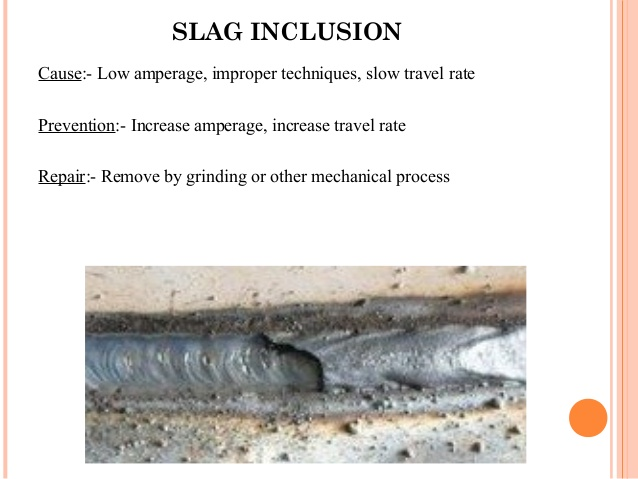 SLAG INCLUSION
Cause:- Low amperage, improper techniques, slow travel rate
Prevention:- Increase amperage, increase travel rate
Repair:- Remove by grinding or other mechanical process